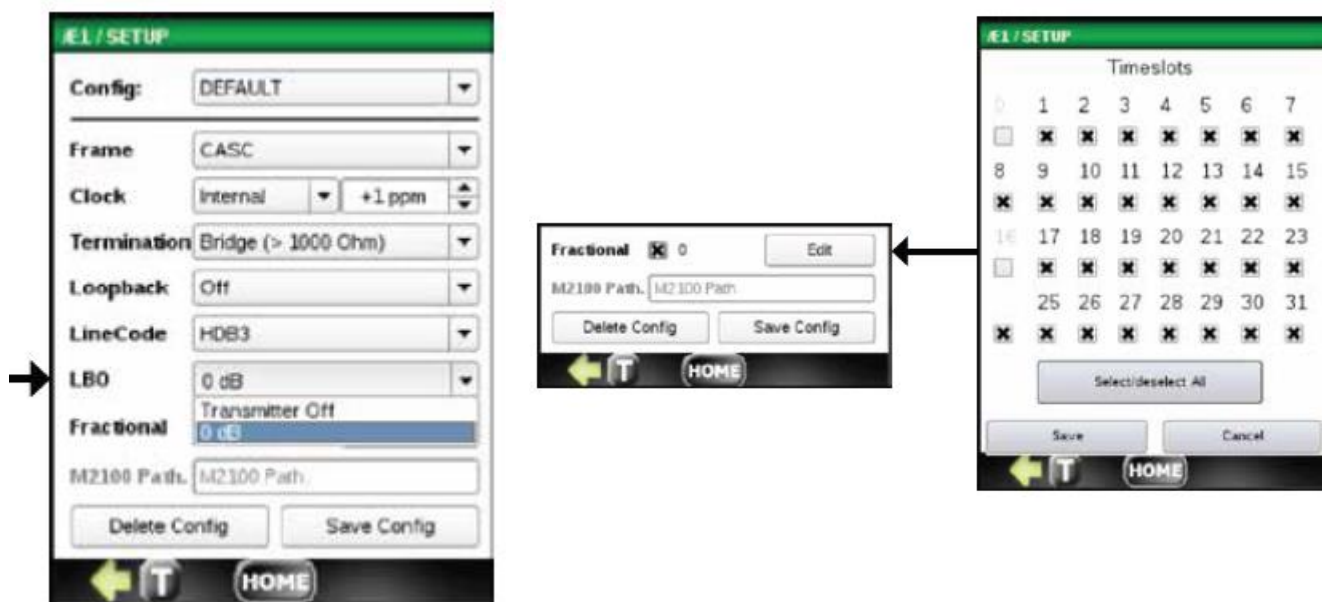 Æ1 / SETUP
Config: DEFAULT
Frame CASC
Clock Internal +1 ppm
Termination Bridge (> 1000 Ohm)
Loopback Off
LineCode HDB3
LBO 0 dB
Transmitter Off
Fractional 0 dB
M2100 Path. M2100 Path.
Delete Config Save Config
T HOME
Fractional 0 Edit
M2100 Path. M2100 Path
Delete Config Save Config
T HOME
Æ1 / SETUP
Timeslots
0 1 2 3 4 5 6 7
8 9 10 11 12 13 14 15
16 17 18 19 20 21 22 23
25 26 27 28 29 30 31
Select/deselect All
Save Cancel
T HOME